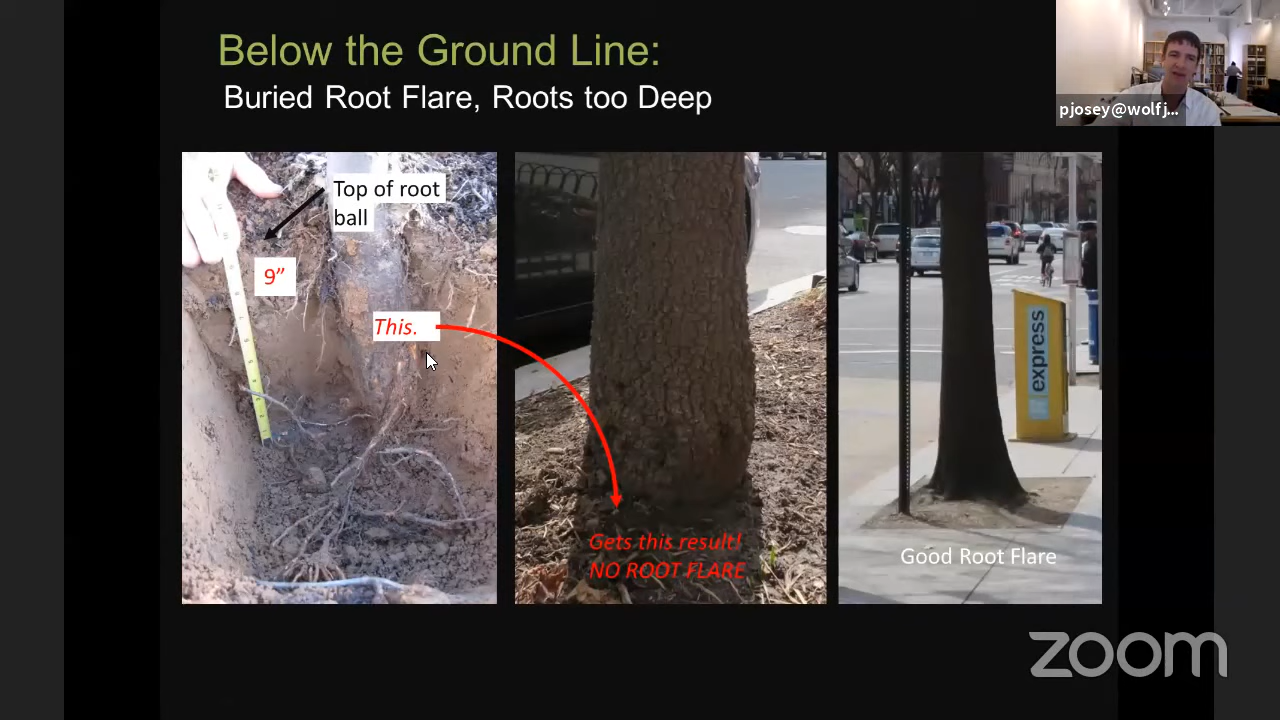 Below the Ground Line:
Buried Root Flare, Roots too Deep
pjosey@wolfj...
Top of root
ball
9”
This.
express
Gets this result!
NO ROOT FLARE
Good Root Flare
zoom